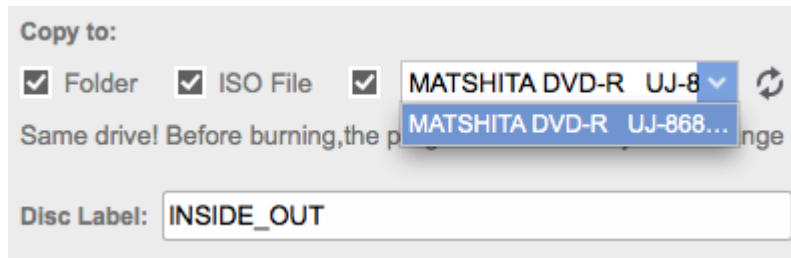 Copy to:
Folder ISO File MATSHITA DVD-R UJ-8
MATSHITA DVD-R UJ-868...
Same drive! Before burning,the p nge
Disc Label: INSIDE_OUT